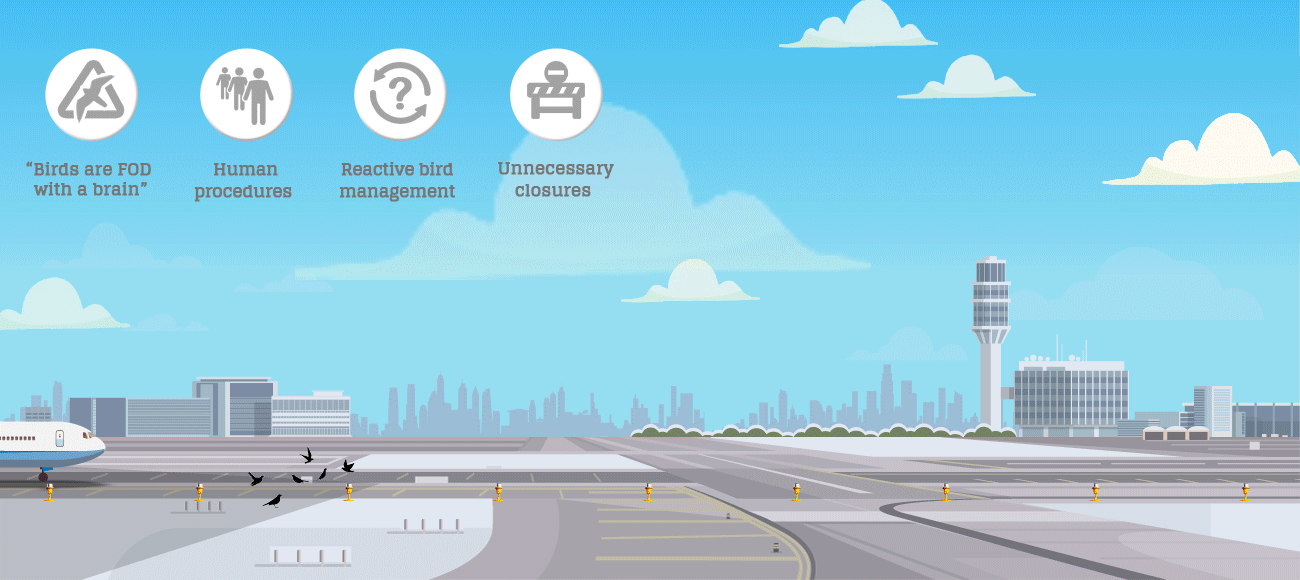 “Birds are FOD
with a brain”
Human
procedures
Reactive bird
management
Unnecessary
closures